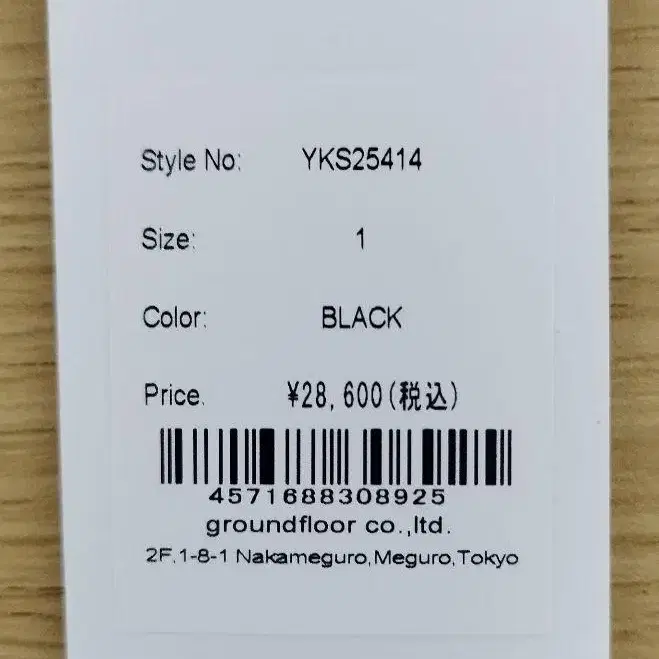 Style No: YKS25414
Size: 1
Color: BLACK
Price. ¥28,600(税込)
4571688308925
groundfloor co.,ltd.
2F,1-8-1 Nakameguro,Meguro,Tokyo